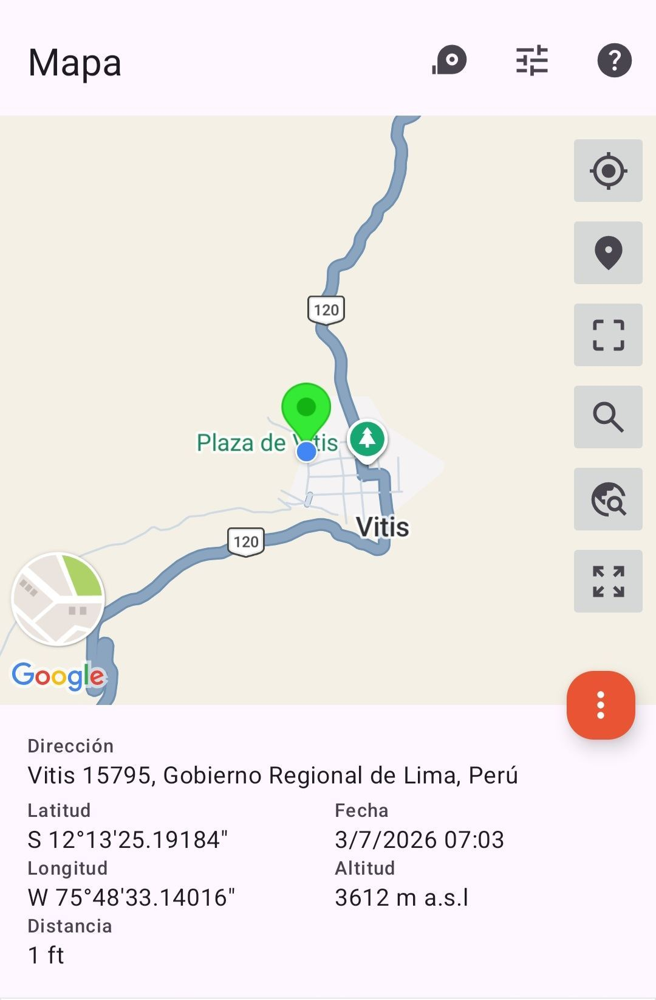 Mapa
120
Plaza de Vitis
Vitis
120
Google
Dirección
Vitis 15795, Gobierno Regional de Lima, Perú
Latitud
S 12°13'25.19184"
Fecha
3/7/2026 07:03
Longitud
W 75°48'33.14016"
Altitud
3612 m a.s.l
Distancia
1 ft